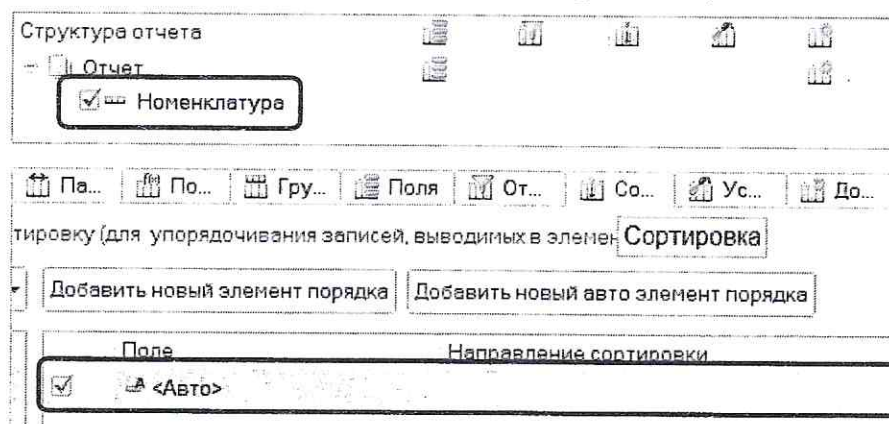 Структура отчета
Отчет
Номенклатура
Па... По... Гру... Поля От... Со... Ус... До...
тировку (для упорядочивания записей, выводимых в элемен Сортировка
Добавить новый элемент порядка Добавить новый авто элемент порядка
Поле Направление сортировки
<Авто>